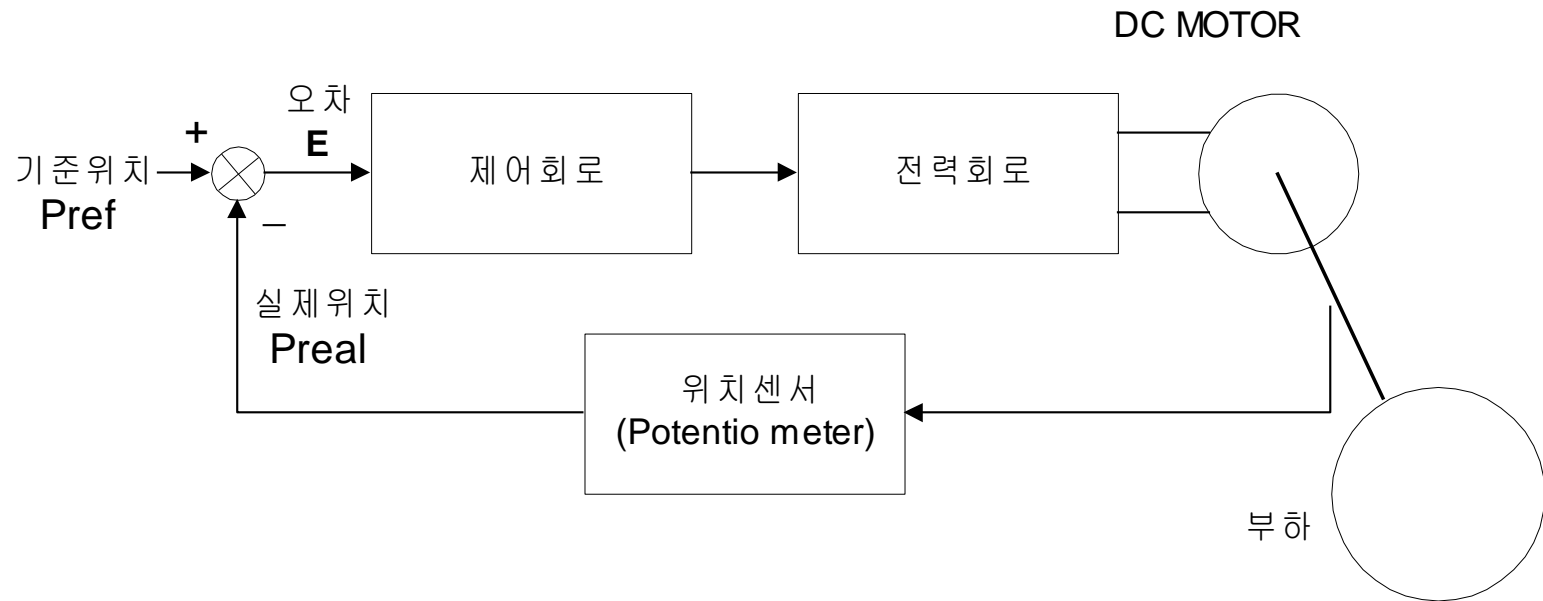 DC MOTOR
오차
E
+
기준위치
Pref
−
제어회로
전력회로
실제위치
Preal
위치센서
(Potentio meter)
부하